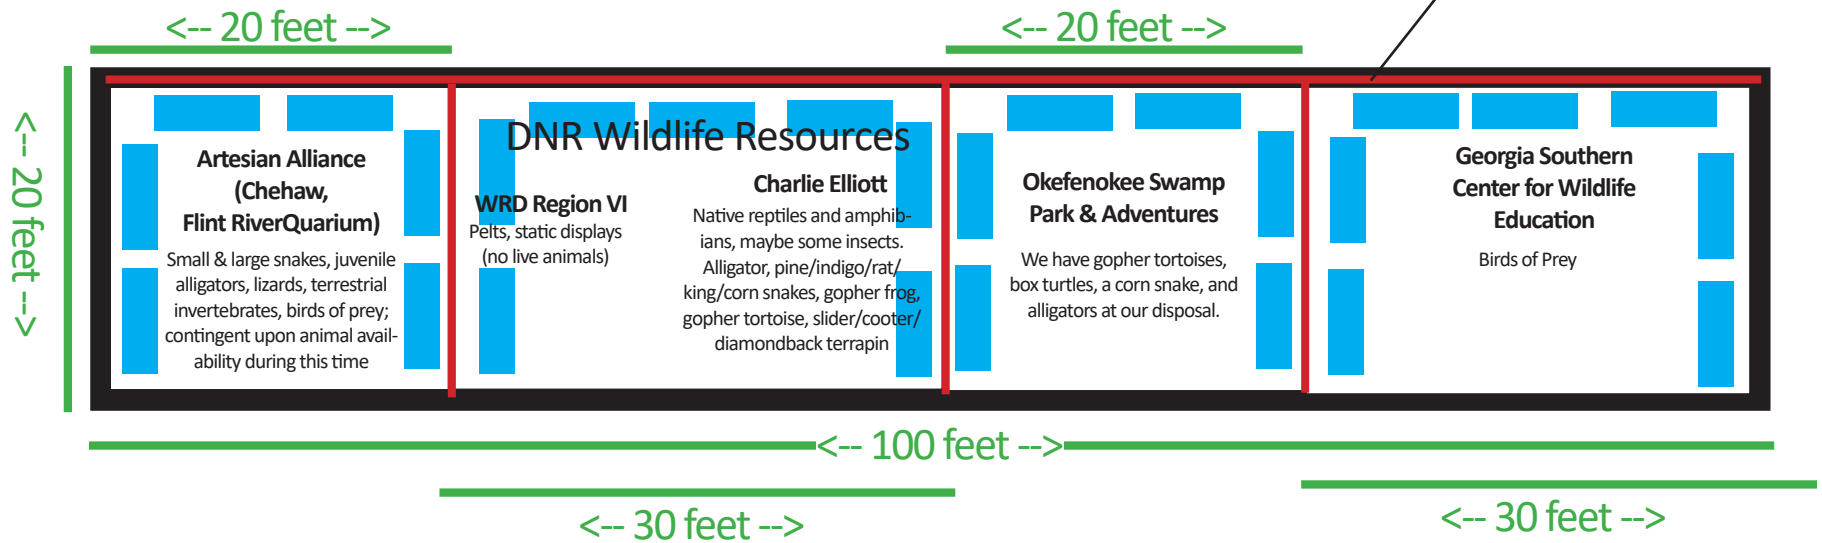 <-- 20 feet -->
<-- 20 feet -->
<-- 20 feet -->
Artesian Alliance
(Chehaw,
Flint RiverQuarium)
Small & large snakes, juvenile
alligators, lizards, terrestrial
invertebrates, birds of prey;
contingent upon animal avail-
ability during this time
DNR Wildlife Resources
WRD Region VI
Pelts, static displays
(no live animals)
Charlie Elliott
Native reptiles and amphib-
ians, maybe some insects.
Alligator, pine/indigo/rat/
king/corn snakes, gopher frog,
gopher tortoise, slider/cooter/
diamondback terrapin
Okefenokee Swamp
Park & Adventures
We have gopher tortoises,
box turtles, a corn snake, and
alligators at our disposal.
Georgia Southern
Center for Wildlife
Education
Birds of Prey
<-- 100 feet -->
<-- 30 feet -->
<-- 30 feet -->